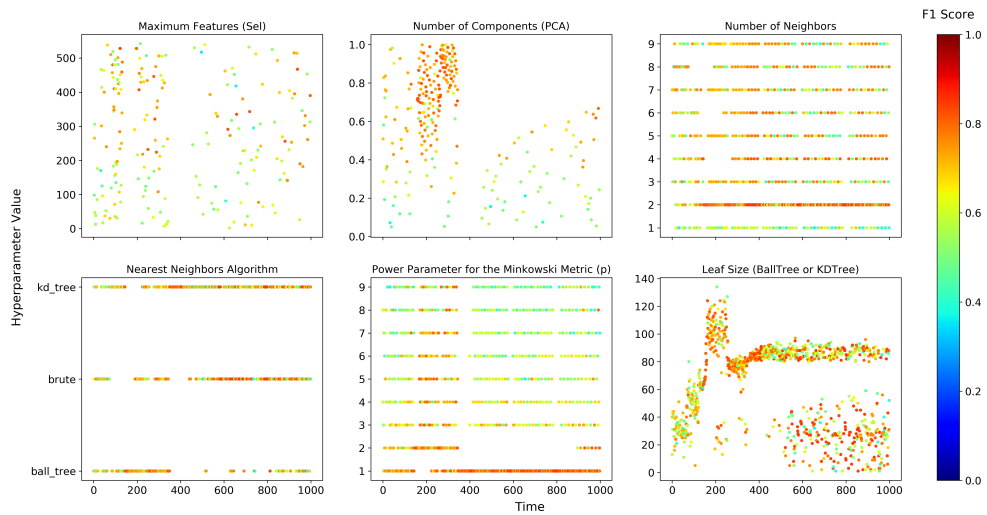 F1 Score
Maximum Features (Sel)
Number of Components (PCA)
Number of Neighbors
500
400
300
200
100
0
1.0
0.8
0.6
0.4
0.2
0.0
9
8
7
6
5
4
3
2
1
1.0
0.8
0.6
0.4
0.2
0.0
Hyperparameter Value
Nearest Neighbors Algorithm
Power Parameter for the Minkowski Metric (p)
Leaf Size (BallTree or KDTree)
kd_tree
brute
ball_tree
9
8
7
6
5
4
3
2
1
140
120
100
80
60
40
20
0
0 200 400 600 800 1000
0 200 400 600 800 1000
0 200 400 600 800 1000
Time